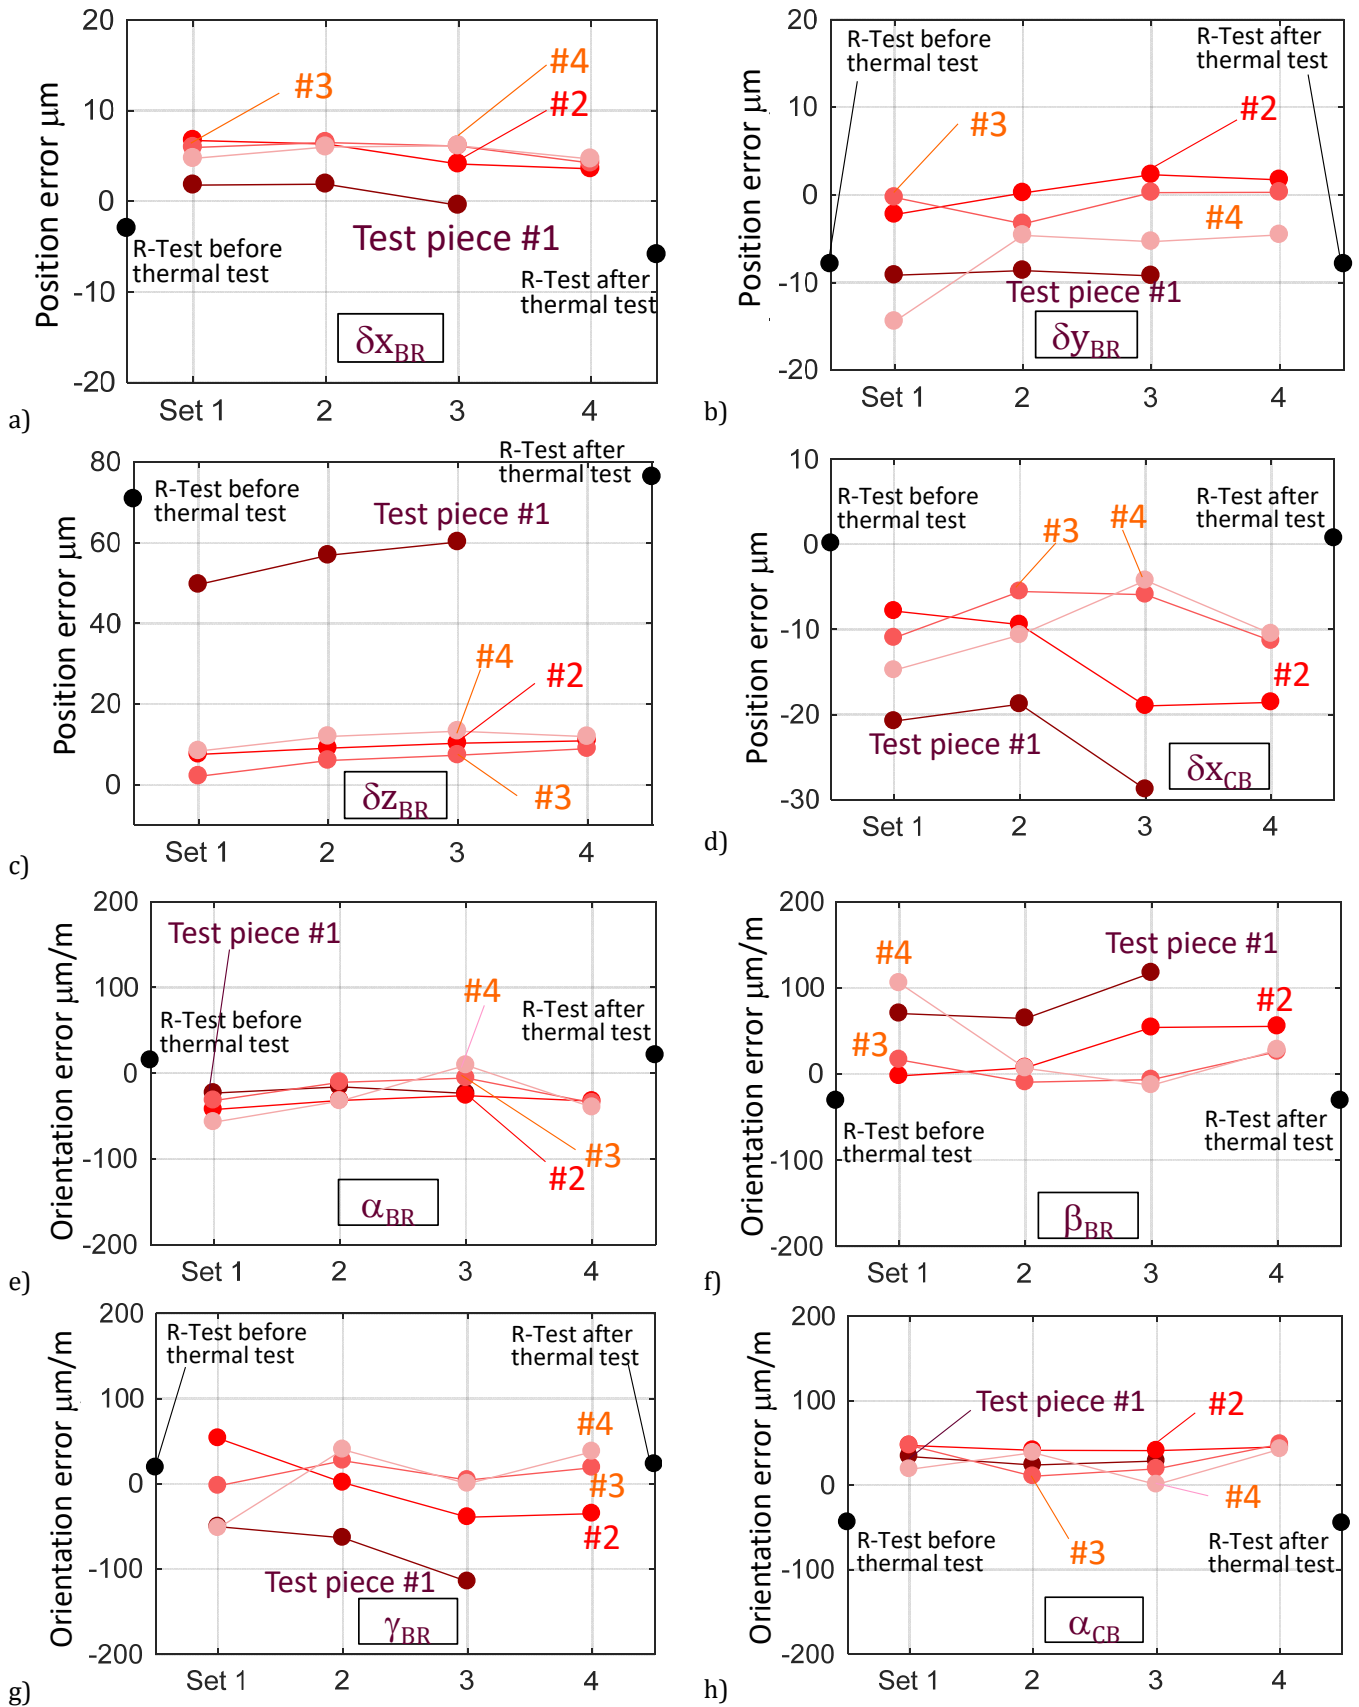 20
10
0
-10
-20
Position error μm
R-Test before
thermal test
#3
#4
#2
Test piece #1
R-Test after
thermal test
δxBR
Set 1 2 3 4
a)
20
10
0
-10
-20
Position error μm
R-Test before
thermal test
R-Test after
thermal test
#3
#2
#4
Test piece #1
δyBR
Set 1 2 3 4
b)
80
60
40
20
0
Position error μm
R-Test before
thermal test
R-Test after
thermal test
Test piece #1
#4
#2
#3
δzBR
Set 1 2 3 4
c)
10
0
-10
-20
-30
Position error μm
R-Test before
thermal test
R-Test after
thermal test
#3
#4
#2
Test piece #1
δxCB
Set 1 2 3 4
d)
200
100
0
-100
-200
Orientation error μm/m
Test piece #1
R-Test before
thermal test
#4
R-Test after
thermal test
#3
#2
αBR
Set 1 2 3 4
e)
200
100
0
-100
-200
Orientation error μm/m
#4
Test piece #1
#2
#3
R-Test before
thermal test
R-Test after
thermal test
βBR
Set 1 2 3 4
f)
200
100
0
-100
-200
Orientation error μm/m
R-Test before
thermal test
R-Test after
thermal test
#4
#3
#2
Test piece #1
γBR
Set 1 2 3 4
g)
200
100
0
-100
-200
Orientation error μm/m
Test piece #1
#2
#4
#3
R-Test before
thermal test
R-Test after
thermal test
αCB
Set 1 2 3 4
h)